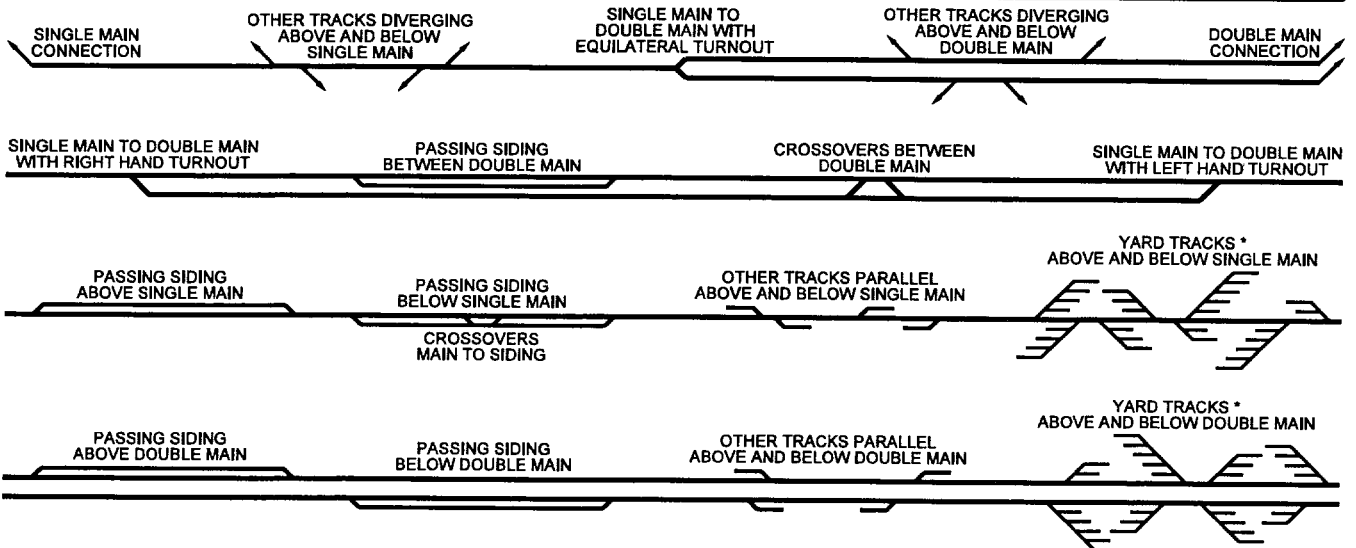 SINGLE MAIN
CONNECTION
OTHER TRACKS DIVERGING
ABOVE AND BELOW
SINGLE MAIN
SINGLE MAIN TO
DOUBLE MAIN WITH
EQUILATERAL TURNOUT
OTHER TRACKS DIVERGING
ABOVE AND BELOW
DOUBLE MAIN
DOUBLE MAIN
CONNECTION
SINGLE MAIN TO DOUBLE MAIN
WITH RIGHT HAND TURNOUT
PASSING SIDING
BETWEEN DOUBLE MAIN
CROSSOVERS BETWEEN
DOUBLE MAIN
SINGLE MAIN TO DOUBLE MAIN
WITH LEFT HAND TURNOUT
PASSING SIDING
ABOVE SINGLE MAIN
PASSING SIDING
BELOW SINGLE MAIN
CROSSOVERS
MAIN TO SIDING
OTHER TRACKS PARALLEL
ABOVE AND BELOW SINGLE MAIN
YARD TRACKS *
ABOVE AND BELOW SINGLE MAIN
PASSING SIDING
ABOVE DOUBLE MAIN
PASSING SIDING
BELOW DOUBLE MAIN
OTHER TRACKS PARALLEL
ABOVE AND BELOW DOUBLE MAIN
YARD TRACKS *
ABOVE AND BELOW DOUBLE MAIN